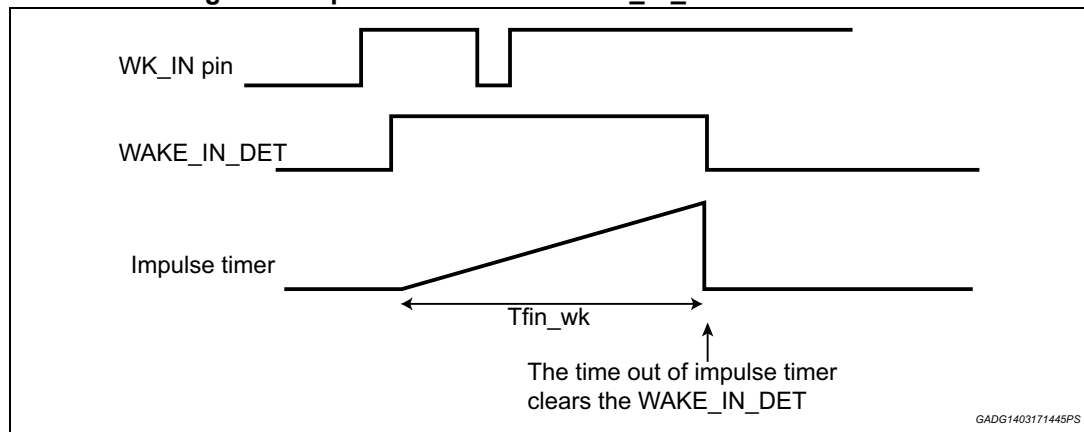 WK_IN pin
WAKE_IN_DET
Impulse timer
Tfin_wk
The time out of impulse timer
clears the WAKE_IN_DET
GADG1403171445PS